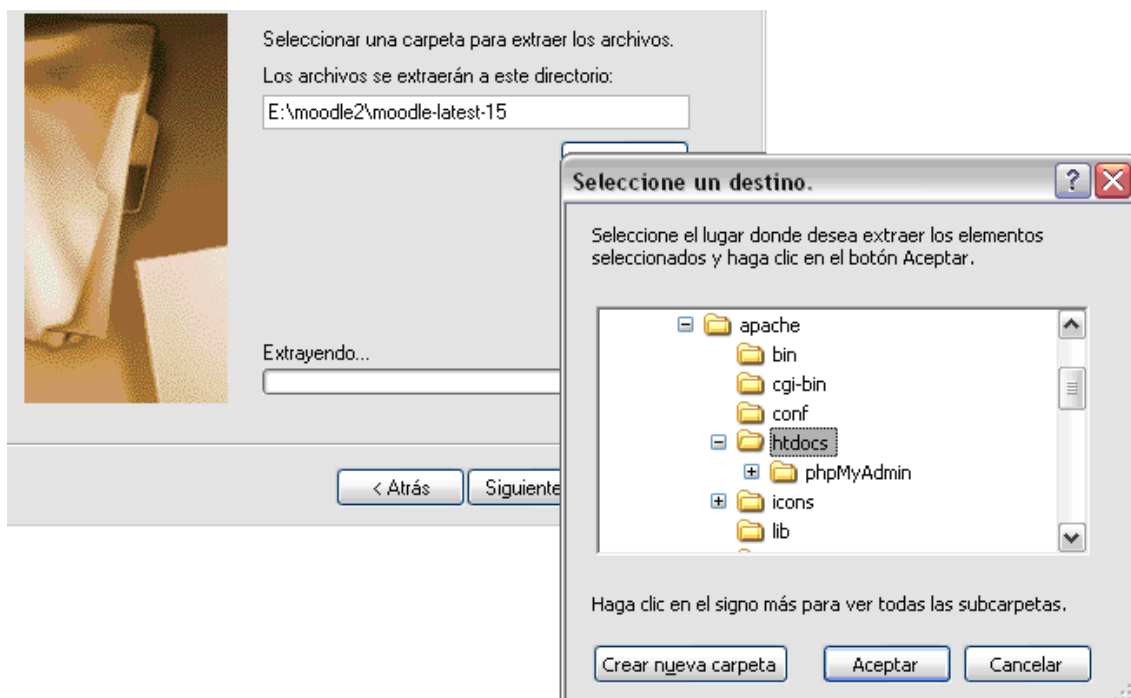 Seleccionar una carpeta para extraer los archivos.
Los archivos se extraerán a este directorio:
E:\moodle2\moodle-latest-15
Extrayendo...
< Atrás
Siguiente
Seleccione un destino.
Seleccione el lugar donde desea extraer los elementos
seleccionados y haga clic en el botón Aceptar.
apache
bin
cgi-bin
conf
htdocs
phpMyAdmin
icons
lib
Haga clic en el signo más para ver todas las subcarpetas.
Crear nueva carpeta
Aceptar
Cancelar